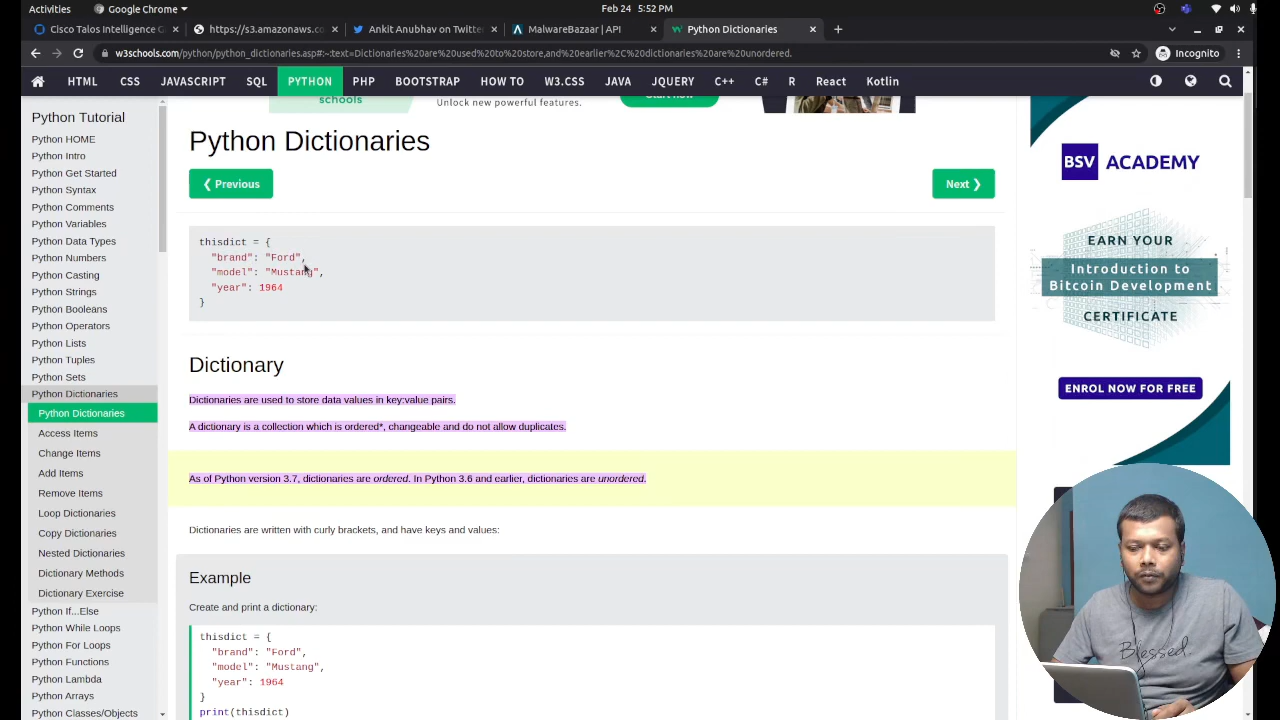 Activities
Google Chrome
Feb 24 5:52 PM
Cisco Talos Intelligence G
https://s3.amazonaws.c
Ankit Anubhav on Twitte
MalwareBazaar | API
Python Dictionaries
w3schools.com/python/python_dictionaries.asp#:~:text=Dictionaries%20are%20used%20to%20store,and%20earlier%2C%20dictionaries%20are%20unordered.
Incognito
HTML CSS JAVASCRIPT SQL PYTHON PHP BOOTSTRAP HOW TO W3.CSS JAVA JQUERY C++ C# R React Kotlin
schools
Unlock new powerful features.
Python Tutorial
Python HOME
Python Intro
Python Get Started
Python Syntax
Python Comments
Python Variables
Python Data Types
Python Numbers
Python Casting
Python Strings
Python Booleans
Python Operators
Python Lists
Python Tuples
Python Sets
Python Dictionaries
Python Dictionaries
Access Items
Change Items
Add Items
Remove Items
Loop Dictionaries
Copy Dictionaries
Nested Dictionaries
Dictionary Methods
Dictionary Exercise
Python If...Else
Python While Loops
Python For Loops
Python Functions
Python Lambda
Python Arrays
Python Classes/Objects
Python Dictionaries
❮ Previous
Next ❯
thisdict = {
"brand": "Ford",
"model": "Mustang",
"year": 1964
}
Dictionary
Dictionaries are used to store data values in key:value pairs.
A dictionary is a collection which is ordered*, changeable and do not allow duplicates.
As of Python version 3.7, dictionaries are ordered. In Python 3.6 and earlier, dictionaries are unordered.
Dictionaries are written with curly brackets, and have keys and values:
Example
Create and print a dictionary:
thisdict = {
"brand": "Ford",
"model": "Mustang",
"year": 1964
}
print(thisdict)
BSV ACADEMY
EARN YOUR
Introduction to
Bitcoin Development
CERTIFICATE
ENROL NOW FOR FREE
Blessed.